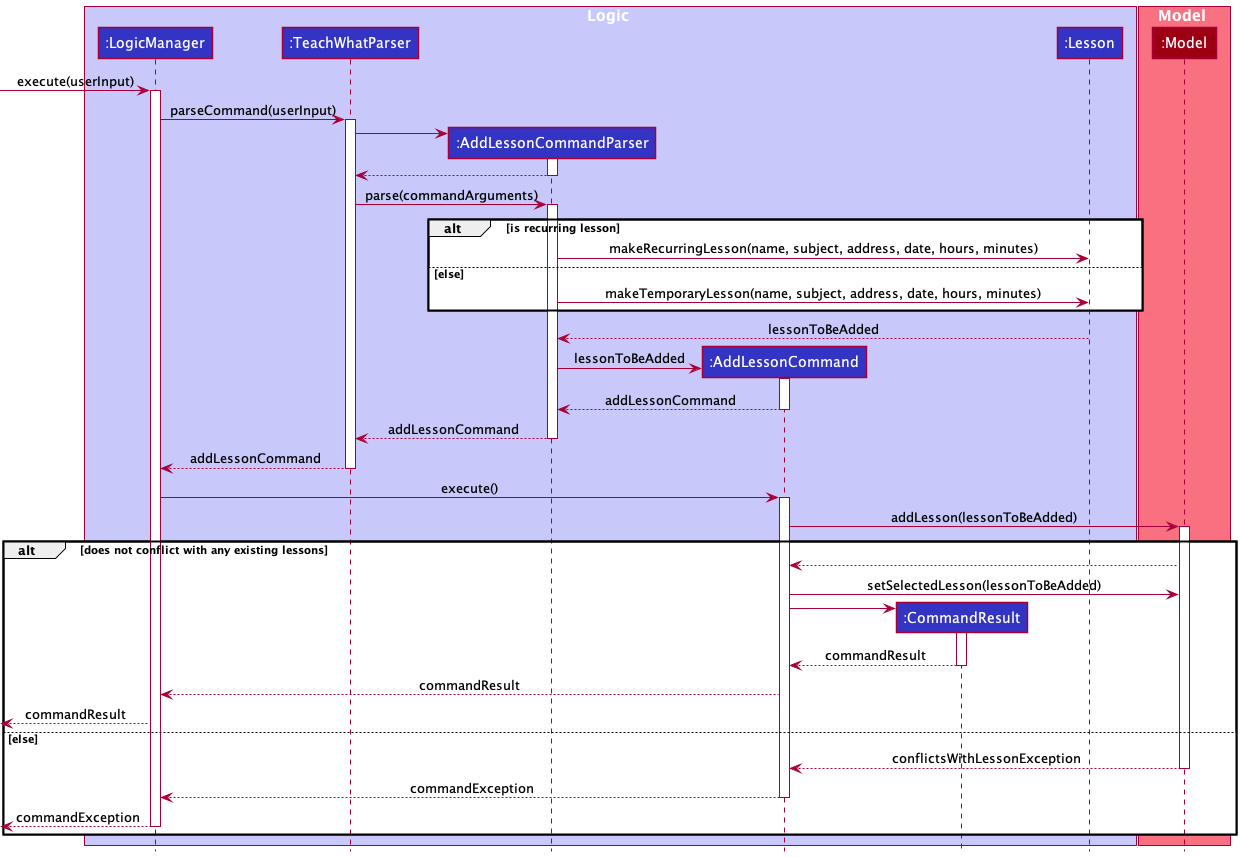 Logic
Model
:LogicManager
:TeachWhatParser
:Lesson
:Model
execute(userInput)
parseCommand(userInput)
:AddLessonCommandParser
parse(commandArguments)
alt
[is recurring lesson]
makeRecurringLesson(name, subject, address, date, hours, minutes)
[else]
makeTemporaryLesson(name, subject, address, date, hours, minutes)
lessonToBeAdded
lessonToBeAdded
:AddLessonCommand
addLessonCommand
addLessonCommand
addLessonCommand
execute()
addLesson(lessonToBeAdded)
alt
[does not conflict with any existing lessons]
setSelectedLesson(lessonToBeAdded)
:CommandResult
commandResult
commandResult
commandResult
[else]
conflictsWithLessonException
commandException
commandException